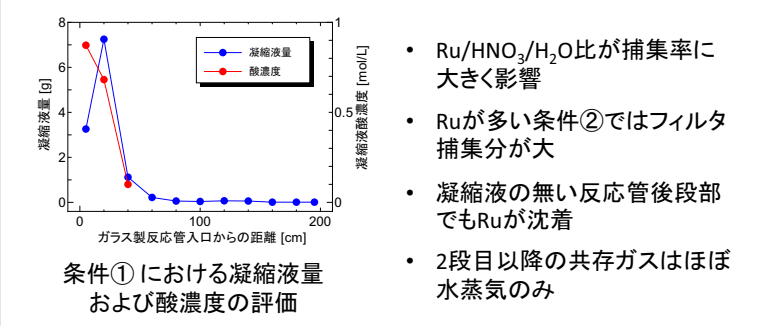 8
6
4
2
0
凝縮液量 [g]
1
0.5
0
凝縮液酸濃度 [mol/L]
凝縮液量
酸濃度
0
100
200
ガラス製反応管入口からの距離 [cm]
条件① における凝縮液量
および酸濃度の評価
• Ru/HNO₃/H₂O比が捕集率に
大きく影響
• Ruが多い条件②ではフィルタ
捕集分が大
• 凝縮液の無い反応管後段部
でもRuが沈着
• 2段目以降の共存ガスはほぼ
水蒸気のみ